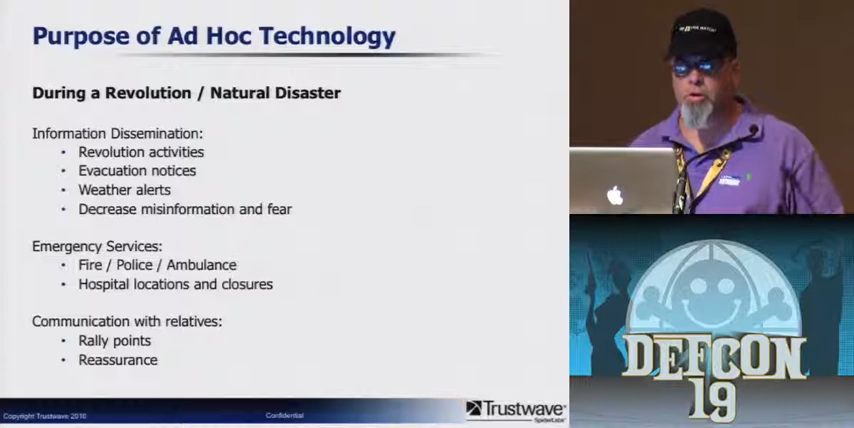 Purpose of Ad Hoc Technology
During a Revolution / Natural Disaster
Information Dissemination:
• Revolution activities
• Evacuation notices
• Weather alerts
• Decrease misinformation and fear
Emergency Services:
• Fire / Police / Ambulance
• Hospital locations and closures
Communication with relatives:
• Rally points
• Reassurance
Copyright Trustwave 2010
Confidential
Trustwave®
SpiderLabs®
DEFCON
19